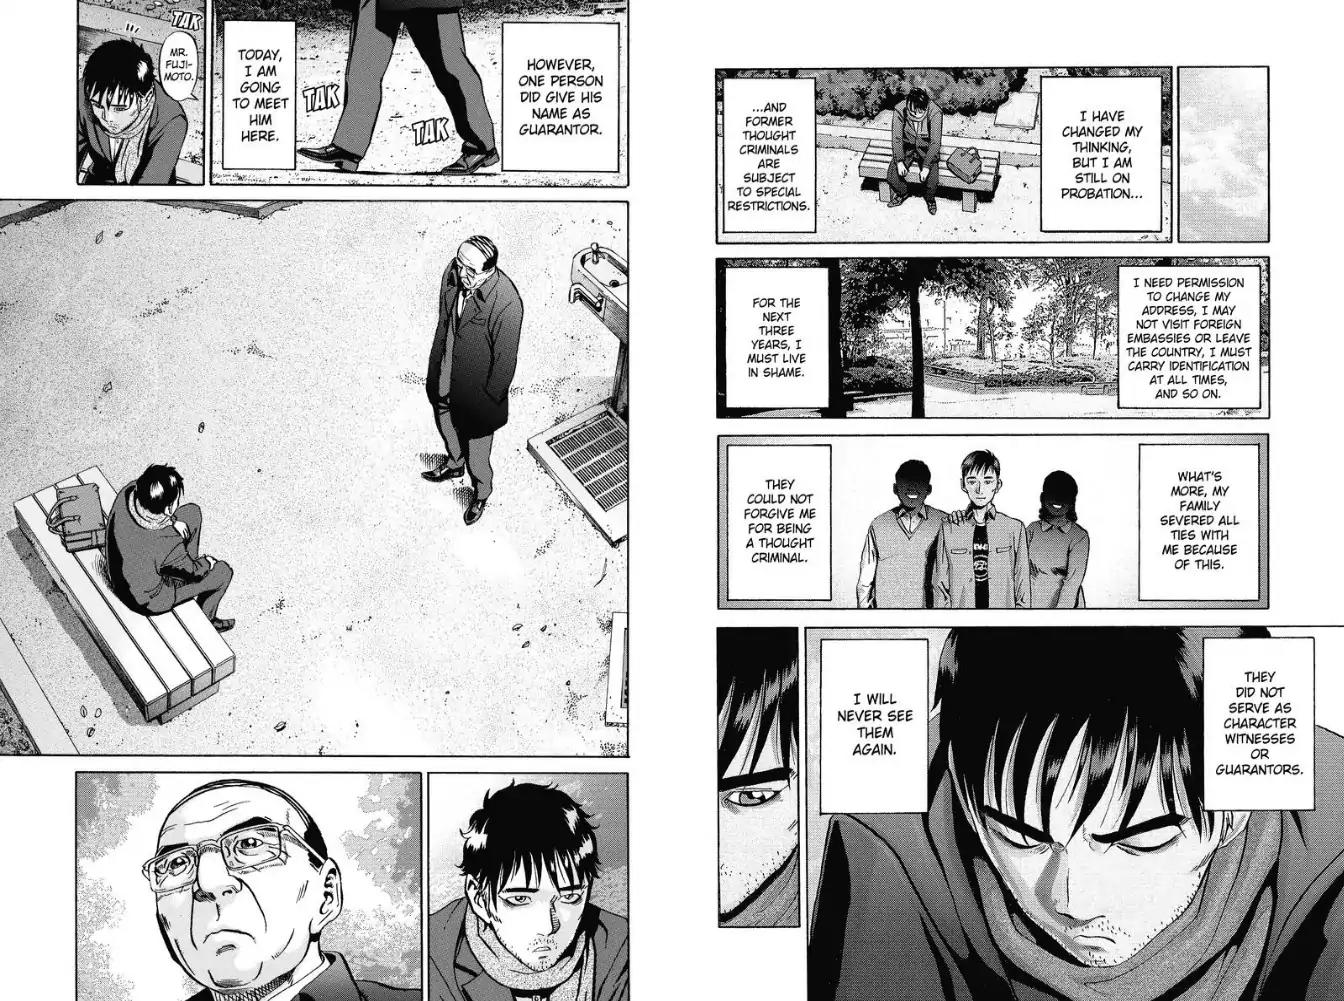 I HAVE
CHANGED MY
THINKING,
BUT I AM
STILL ON
PROBATION...
...AND
FORMER
THOUGHT
CRIMINALS
ARE
SUBJECT
TO SPECIAL
RESTRICTIONS.
I NEED PERMISSION
TO CHANGE MY
ADDRESS, I MAY
NOT VISIT FOREIGN
EMBASSIES OR LEAVE
THE COUNTRY, I MUST
CARRY IDENTIFICATION
AT ALL TIMES,
AND SO ON.
FOR THE
NEXT
THREE
YEARS, I
MUST LIVE
IN SHAME.
WHAT'S
MORE, MY
FAMILY
SEVERED ALL
TIES WITH
ME BECAUSE
OF THIS.
THEY
COULD NOT
FORGIVE ME
FOR BEING
A THOUGHT
CRIMINAL.
THEY
DID NOT
SERVE AS
CHARACTER
WITNESSES
OR
GUARANTORS.
I WILL
NEVER SEE
THEM
AGAIN.
HOWEVER,
ONE PERSON
DID GIVE HIS
NAME AS
GUARANTOR.
TAK
TAK
TODAY,
I AM
GOING
TO MEET
HIM
HERE.
TAK
MR.
FUJI-
MOTO.